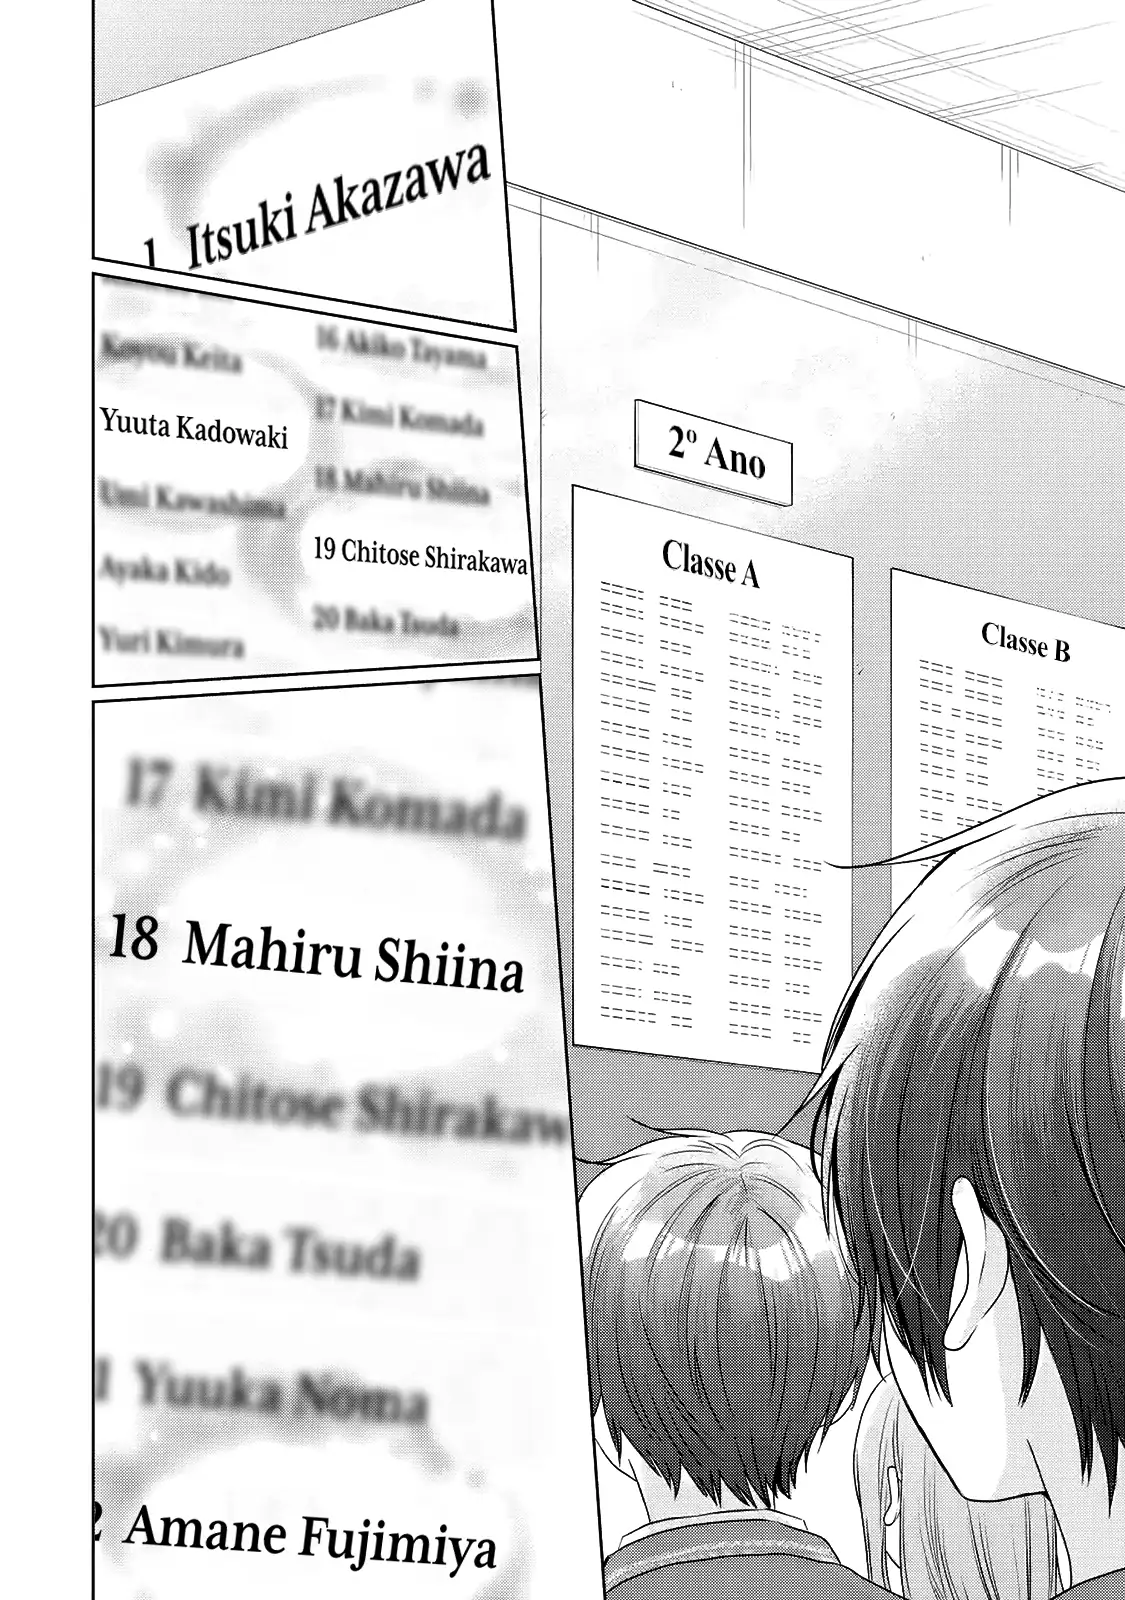 1 Itsuki Akazawa
Koyou Keita
Yuuta Kadowaki
Umi Kawashima
Ayaka Kido
Yuri Kimura
16 Akiko Tayama
17 Kimi Komada
18 Mahiru Shiina
19 Chitose Shirakawa
20 Baka Tsuda
2º Ano
Classe A
Classe B
17 Kimi Komada
18 Mahiru Shiina
19 Chitose Shirakaw
20 Baka Tsuda
1 Yuuka Noma
2 Amane Fujimiya